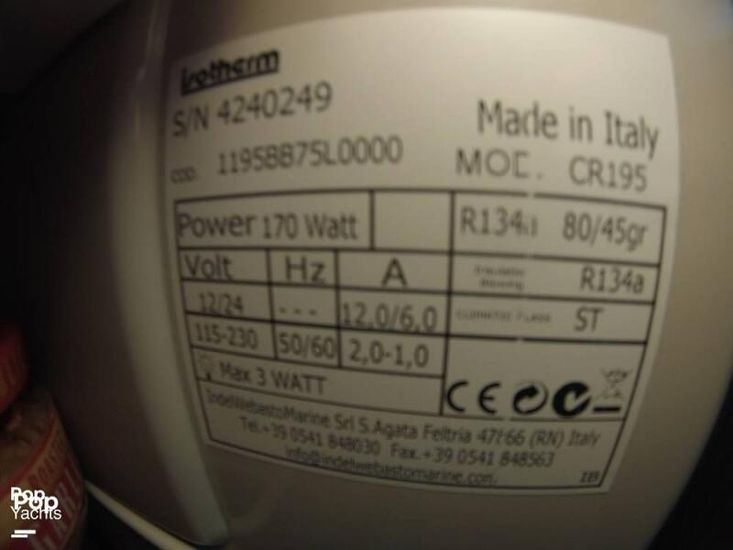 isotherm
S/N 4240249
Made in Italy
COD. 11958875L0000
MOD. CR195
Power 170 Watt
R134a 80/45gr
Volt Hz A
R134a
12/24 - - - 12,0/6,0
ST
115-230 50/60 2,0-1,0
Max 3 WATT
CE
IndelWebastoMarine Srl S.Agata Feltria 47866 (RN) Italy
Tel.+39 0541 848030 Fax.+39 0541 848563
info@indelwebastomarine.com
Pop
Yachts